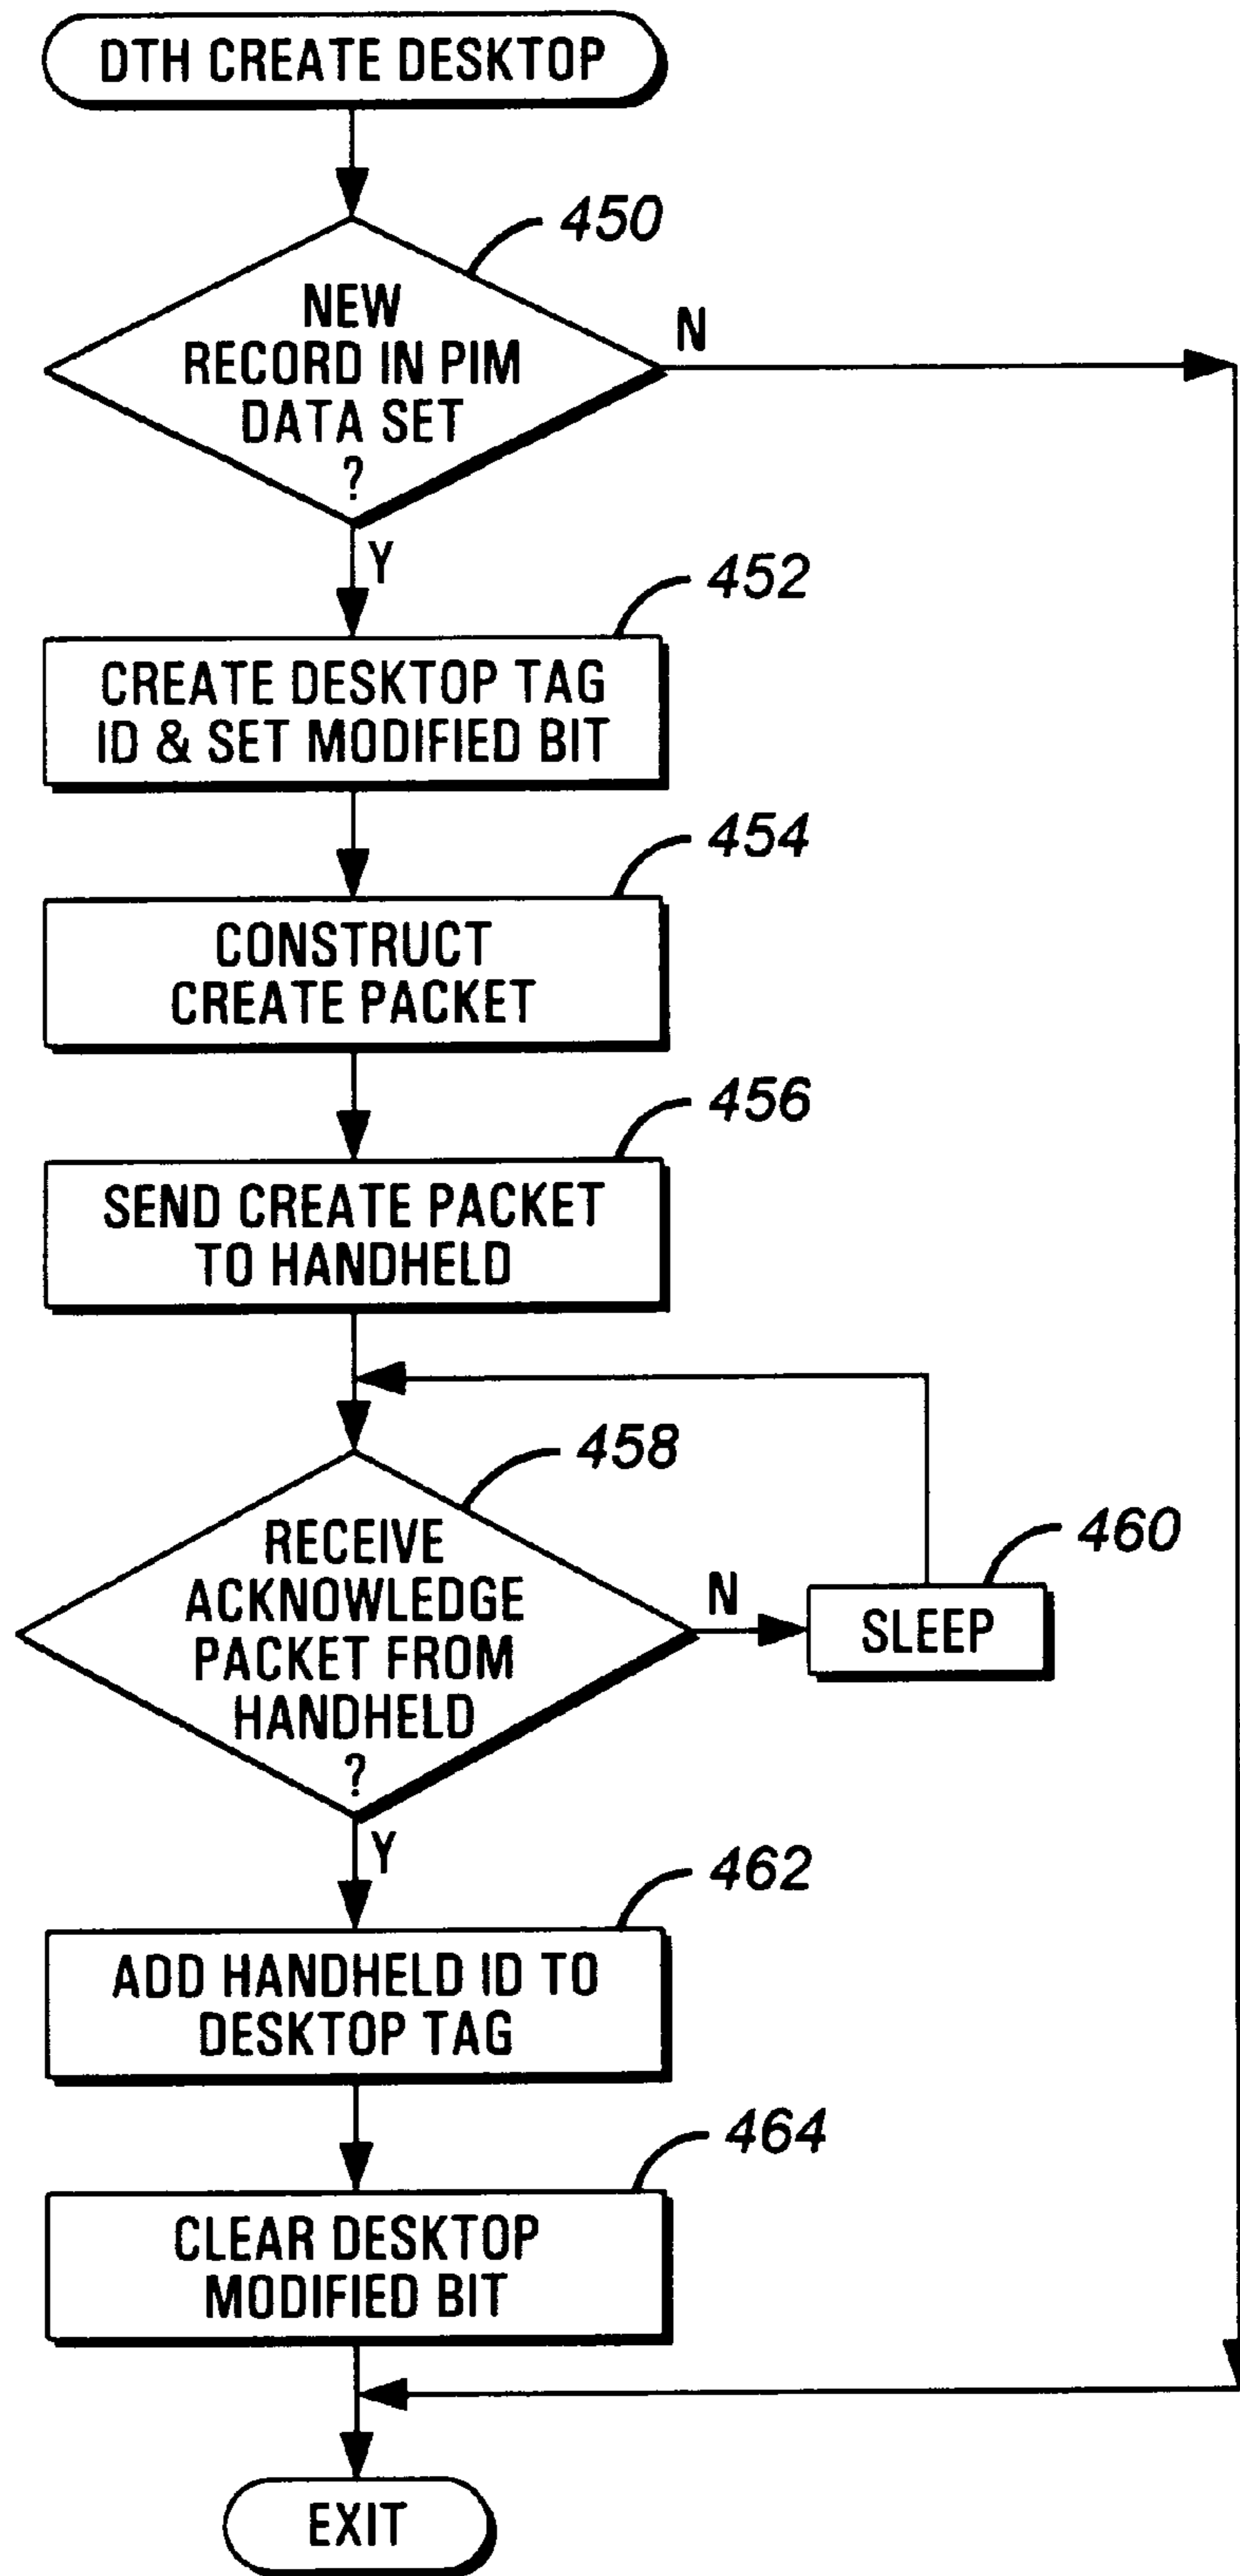 DTH CREATE DESKTOP
450
NEW
RECORD IN PIM
DATA SET
?
N
Y
452
CREATE DESKTOP TAG
ID & SET MODIFIED BIT
454
CONSTRUCT
CREATE PACKET
456
SEND CREATE PACKET
TO HANDHELD
458
RECEIVE
ACKNOWLEDGE
PACKET FROM
HANDHELD
?
N
460
SLEEP
Y
462
ADD HANDHELD ID TO
DESKTOP TAG
464
CLEAR DESKTOP
MODIFIED BIT
EXIT